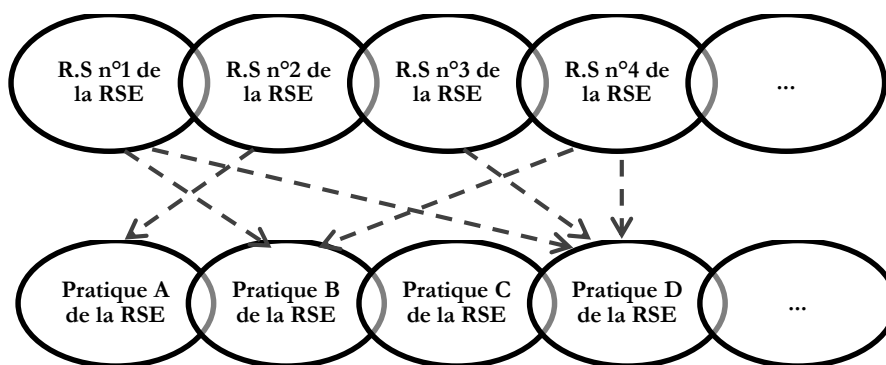 R.S n°1 de
la RSE
R.S n°2 de
la RSE
R.S n°3 de
la RSE
R.S n°4 de
la RSE
...
Pratique A
de la RSE
Pratique B
de la RSE
Pratique C
de la RSE
Pratique D
de la RSE
...